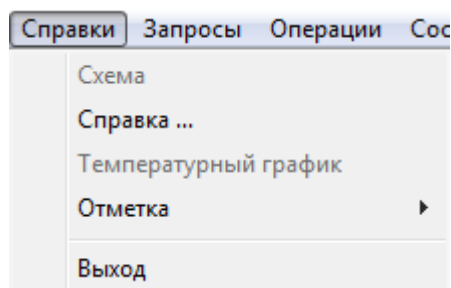 Справки Запросы Операции Сос
Схема
Справка ...
Температурный график
Отметка
Выход